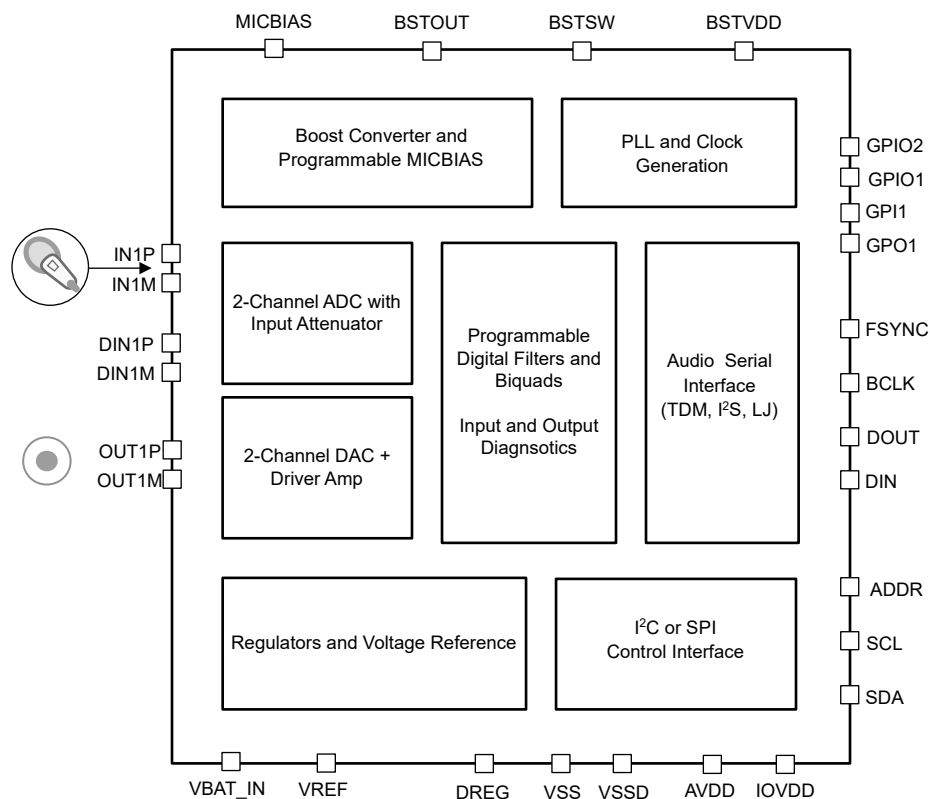 MICBIAS
BSTOUT
BSTSW
BSTVDD
Boost Converter and
Programmable MICBIAS
PLL and Clock
Generation
GPIO2
GPIO1
GPI1
GPO1
IN1P
IN1M
DIN1P
DIN1M
OUT1P
OUT1M
2-Channel ADC with
Input Attenuator
2-Channel DAC +
Driver Amp
Programmable
Digital Filters and
Biquads
Input and Output
Diagnsotics
Audio Serial
Interface
(TDM, I²S, LJ)
FSYNC
BCLK
DOUT
DIN
Regulators and Voltage Reference
I²C or SPI
Control Interface
ADDR
SCL
SDA
VBAT_IN
VREF
DREG
VSS
VSSD
AVDD
IOVDD